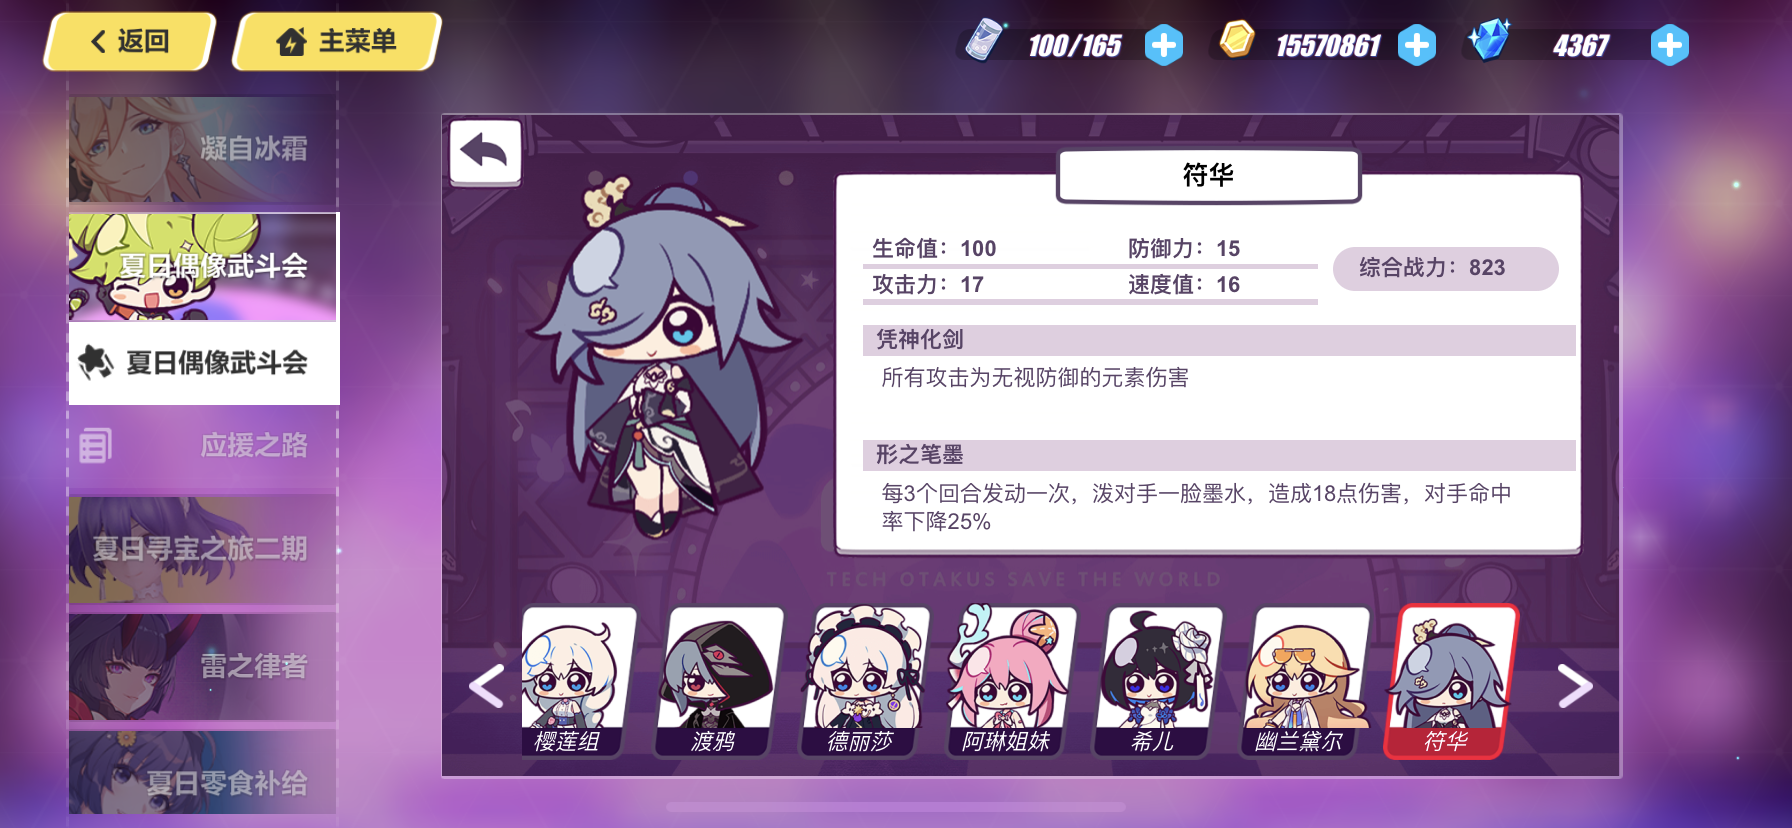 返回
主菜单
100/165
15570861
4367
凝自冰霜
夏日偶像武斗会
夏日偶像武斗会
应援之路
夏日寻宝之旅二期
雷之律者
夏日零食补给
符华
生命值：100
防御力：15
攻击力：17
速度值：16
综合战力：823
凭神化剑
所有攻击为无视防御的元素伤害
形之笔墨
每3个回合发动一次，泼对手一脸墨水，造成18点伤害，对手命中
率下降25%
TECH OTAKUS SAVE THE WORLD
樱莲组
渡鸦
德丽莎
阿琳姐妹
希儿
幽兰黛尔
符华